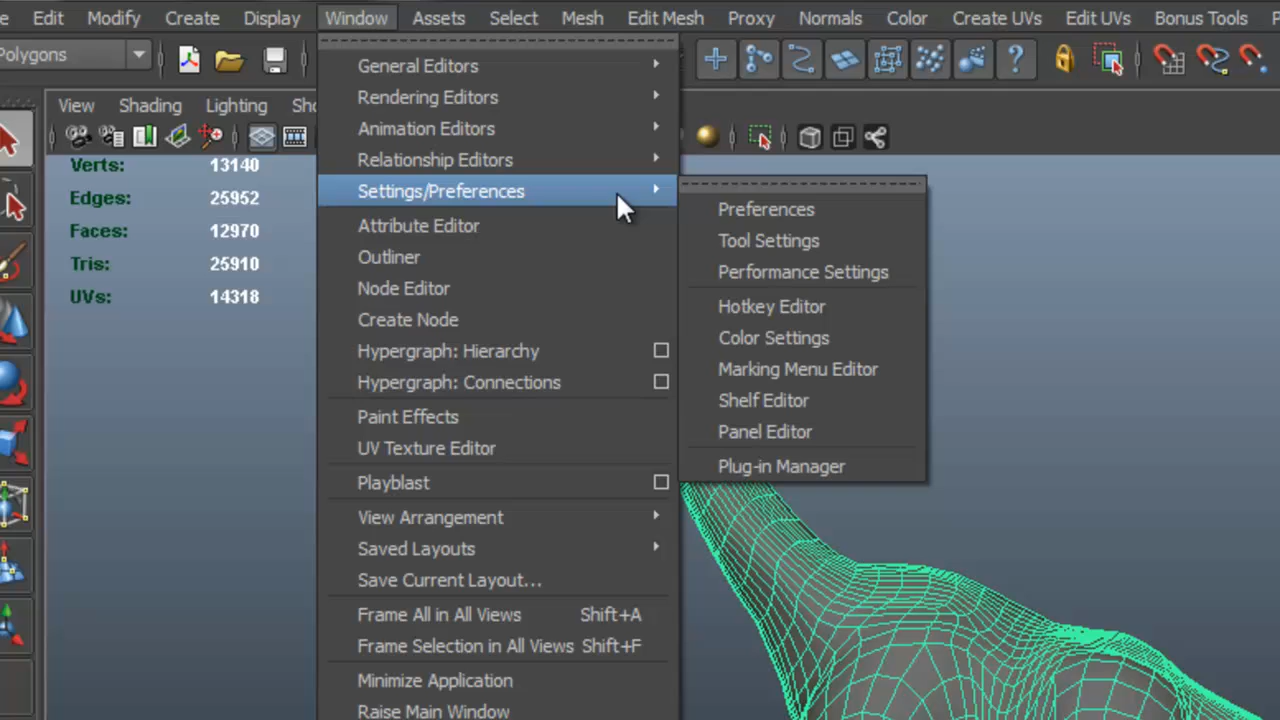 Edit Modify Create Display Window Assets Select Mesh Edit Mesh Proxy Normals Color Create UVs Edit UVs Bonus Tools
Polygons
View Shading Lighting
Verts: 13140
Edges: 25952
Faces: 12970
Tris: 25910
UVs: 14318
General Editors
Rendering Editors
Animation Editors
Relationship Editors
Settings/Preferences
Attribute Editor
Outliner
Node Editor
Create Node
Hypergraph: Hierarchy
Hypergraph: Connections
Paint Effects
UV Texture Editor
Playblast
View Arrangement
Saved Layouts
Save Current Layout...
Frame All in All Views Shift+A
Frame Selection in All Views Shift+F
Minimize Application
Raise Main Window
Preferences
Tool Settings
Performance Settings
Hotkey Editor
Color Settings
Marking Menu Editor
Shelf Editor
Panel Editor
Plug-in Manager